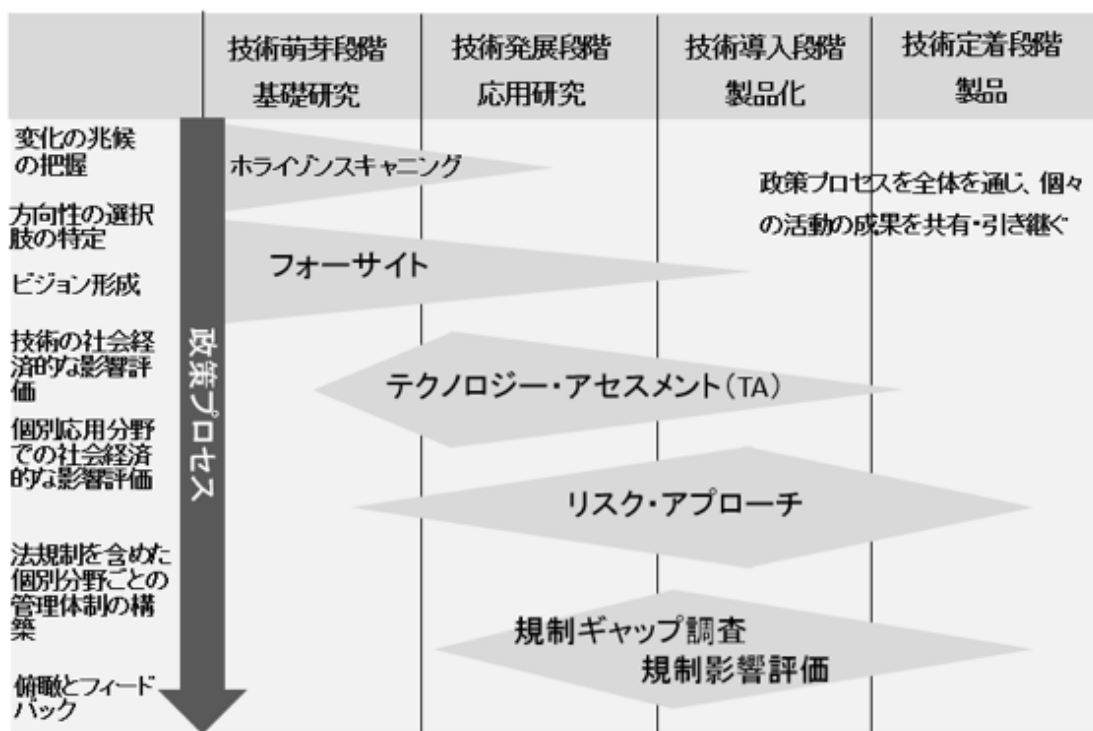 技術萌芽段階
基礎研究
技術発展段階
応用研究
技術導入段階
製品化
技術定着段階
製品
変化の兆候
の把握
方向性の選択
肢の特定
ビジョン形成
技術の社会経
済的な影響評
価
個別応用分野
での社会経済
的な影響評価
法規制を含めた
個別分野ごとの
管理体制の構
築
俯瞰とフィード
バック
政策プロセス
ホライゾンスキャニング
政策プロセスを全体を通じ、個々
の活動の成果を共有・引き継ぐ
フォーサイト
テクノロジー・アセスメント（TA）
リスク・アプローチ
規制ギャップ調査
規制影響評価